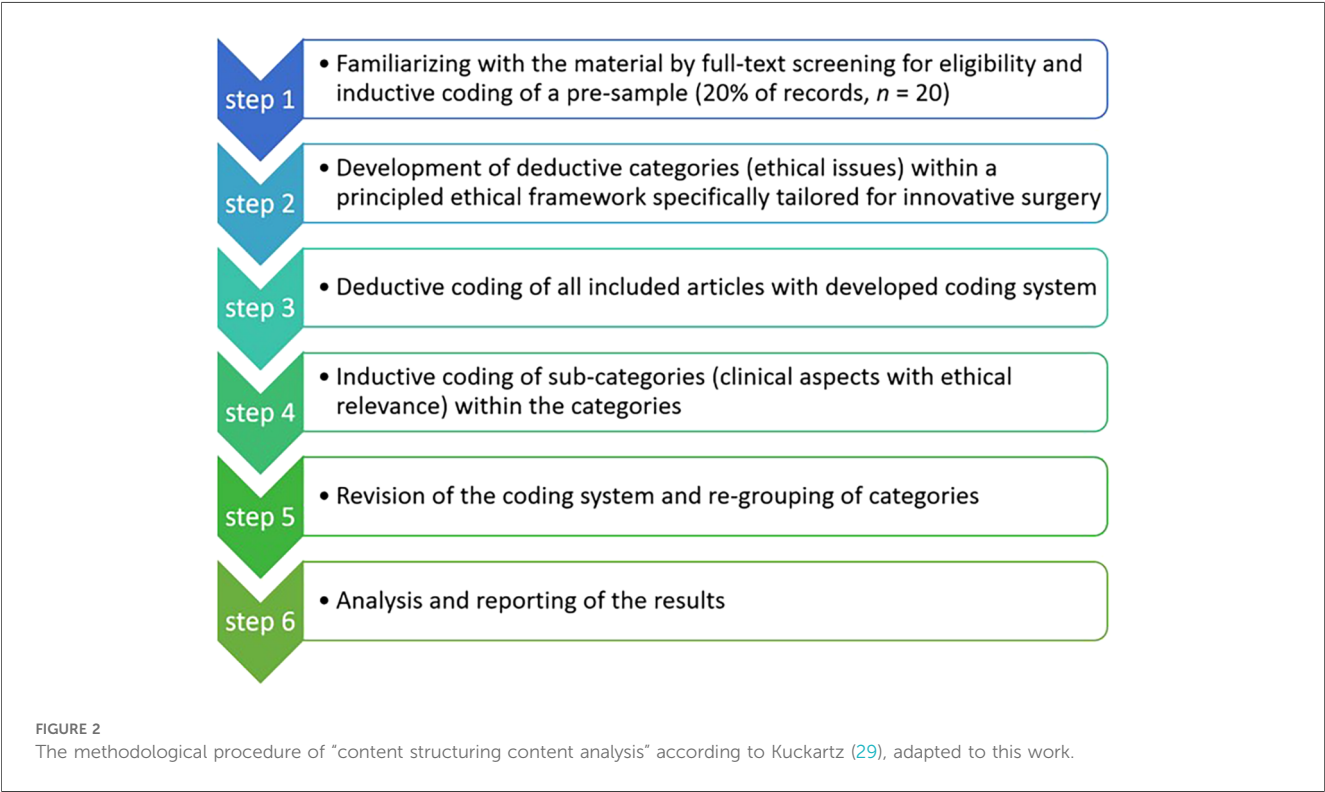 step 1
• Familiarizing with the material by full-text screening for eligibility and
inductive coding of a pre-sample (20% of records, n = 20)
step 2
• Development of deductive categories (ethical issues) within a
principled ethical framework specifically tailored for innovative surgery
step 3
• Deductive coding of all included articles with developed coding system
step 4
• Inductive coding of sub-categories (clinical aspects with ethical
relevance) within the categories
step 5
• Revision of the coding system and re-grouping of categories
step 6
• Analysis and reporting of the results
FIGURE 2
The methodological procedure of “content structuring content analysis” according to Kuckartz (29), adapted to this work.